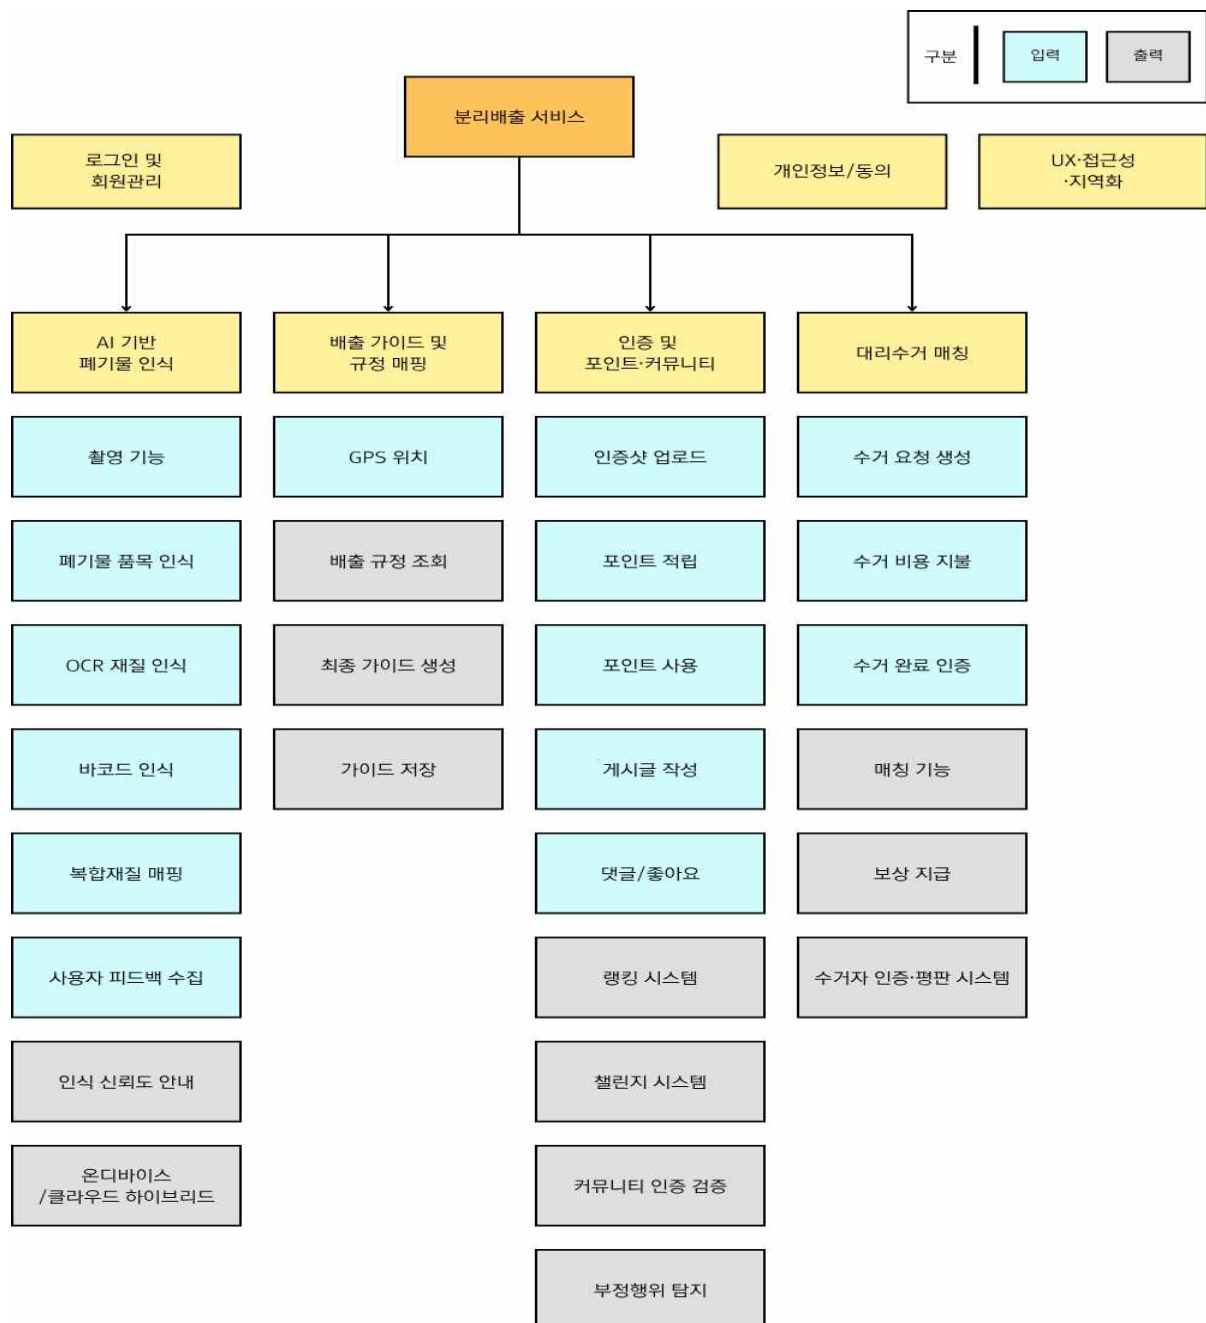 구분
입력
출력
분리배출 서비스
로그인 및
회원관리
개인정보/동의
UX·접근성
·지역화
AI 기반
폐기물 인식
배출 가이드 및
규정 매핑
인증 및
포인트·커뮤니티
대리수거 매칭
촬영 기능
GPS 위치
인증샷 업로드
수거 요청 생성
폐기물 품목 인식
배출 규정 조회
포인트 적립
수거 비용 지불
OCR 재질 인식
최종 가이드 생성
포인트 사용
수거 완료 인증
바코드 인식
가이드 저장
게시글 작성
매칭 기능
복합재질 매핑
댓글/좋아요
보상 지급
사용자 피드백 수집
랭킹 시스템
수거자 인증·평판 시스템
인식 신뢰도 안내
챌린지 시스템
온디바이스
/클라우드 하이브리드
커뮤니티 인증 검증
부정행위 탐지